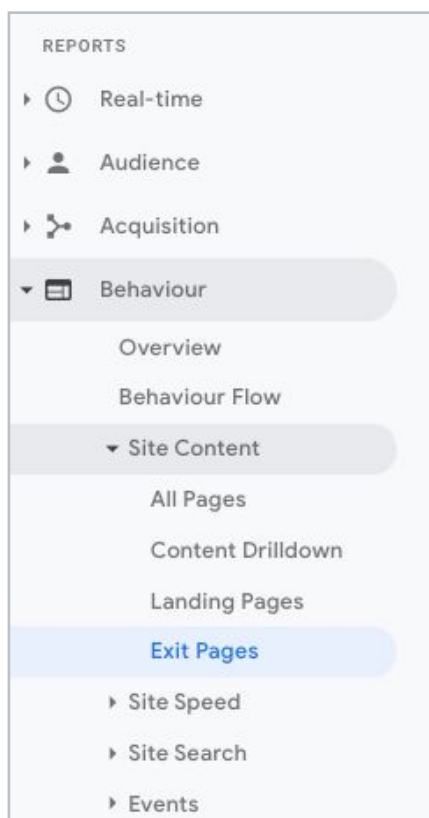 REPORTS
Real-time
Audience
Acquisition
Behaviour
Overview
Behaviour Flow
Site Content
All Pages
Content Drilldown
Landing Pages
Exit Pages
Site Speed
Site Search
Events